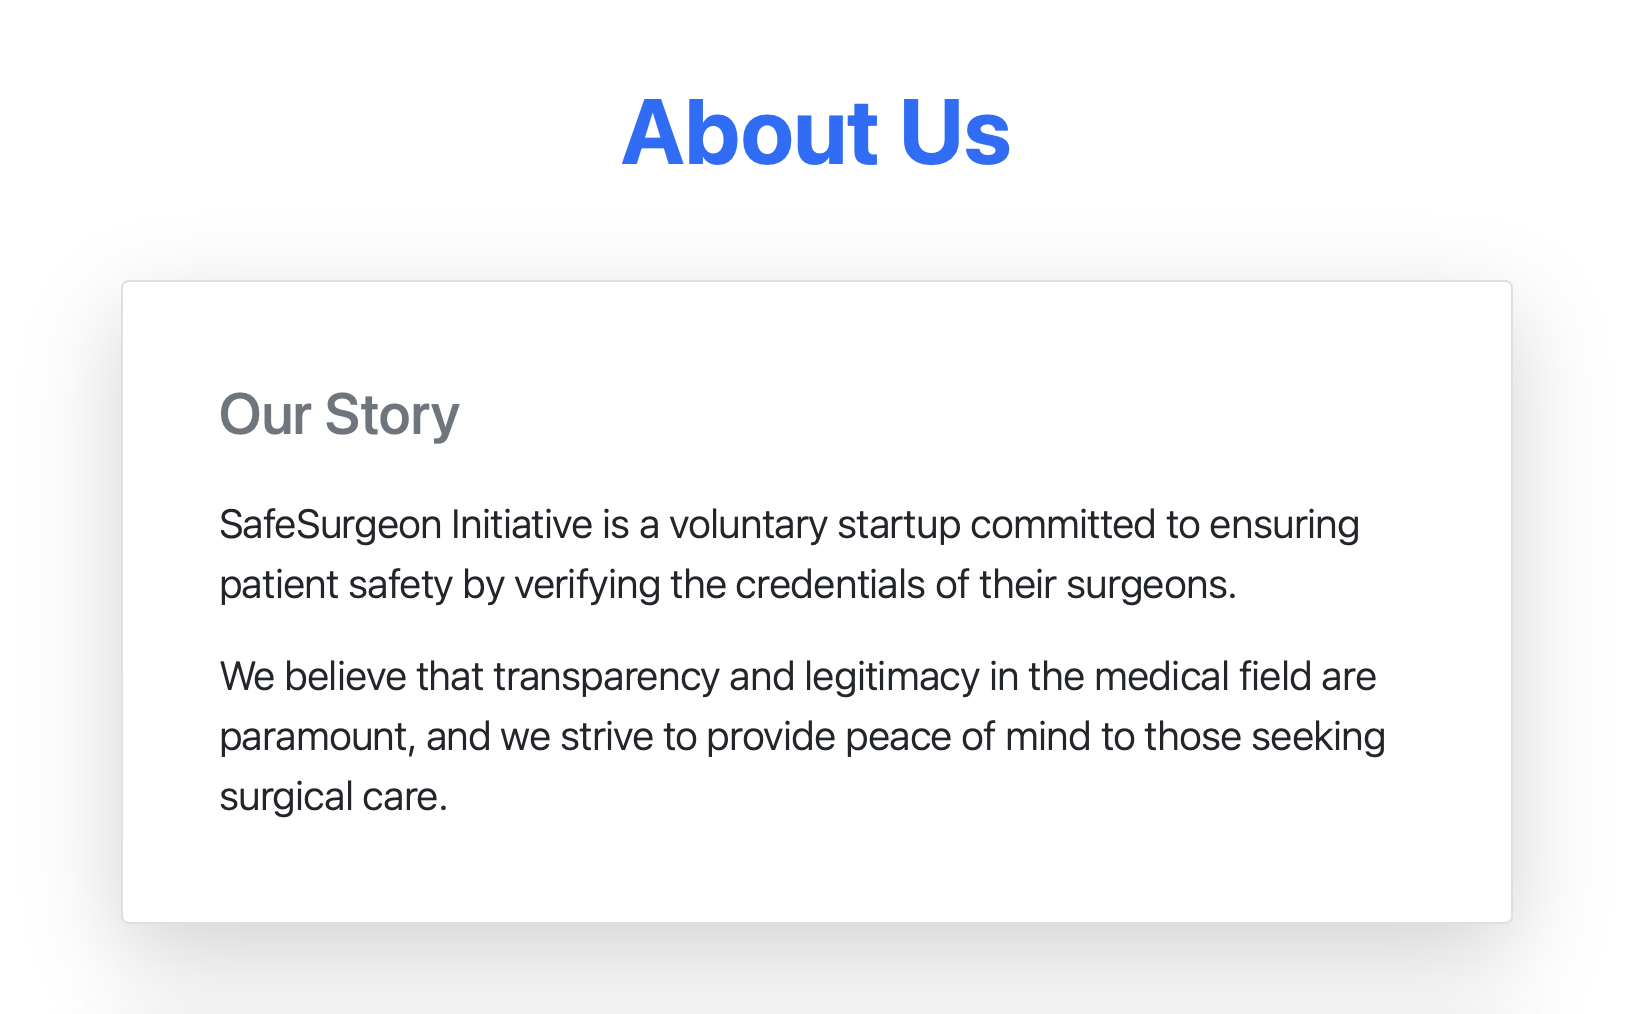 About Us
Our Story
SafeSurgeon Initiative is a voluntary startup committed to ensuring
patient safety by verifying the credentials of their surgeons.
We believe that transparency and legitimacy in the medical field are
paramount, and we strive to provide peace of mind to those seeking
surgical care.